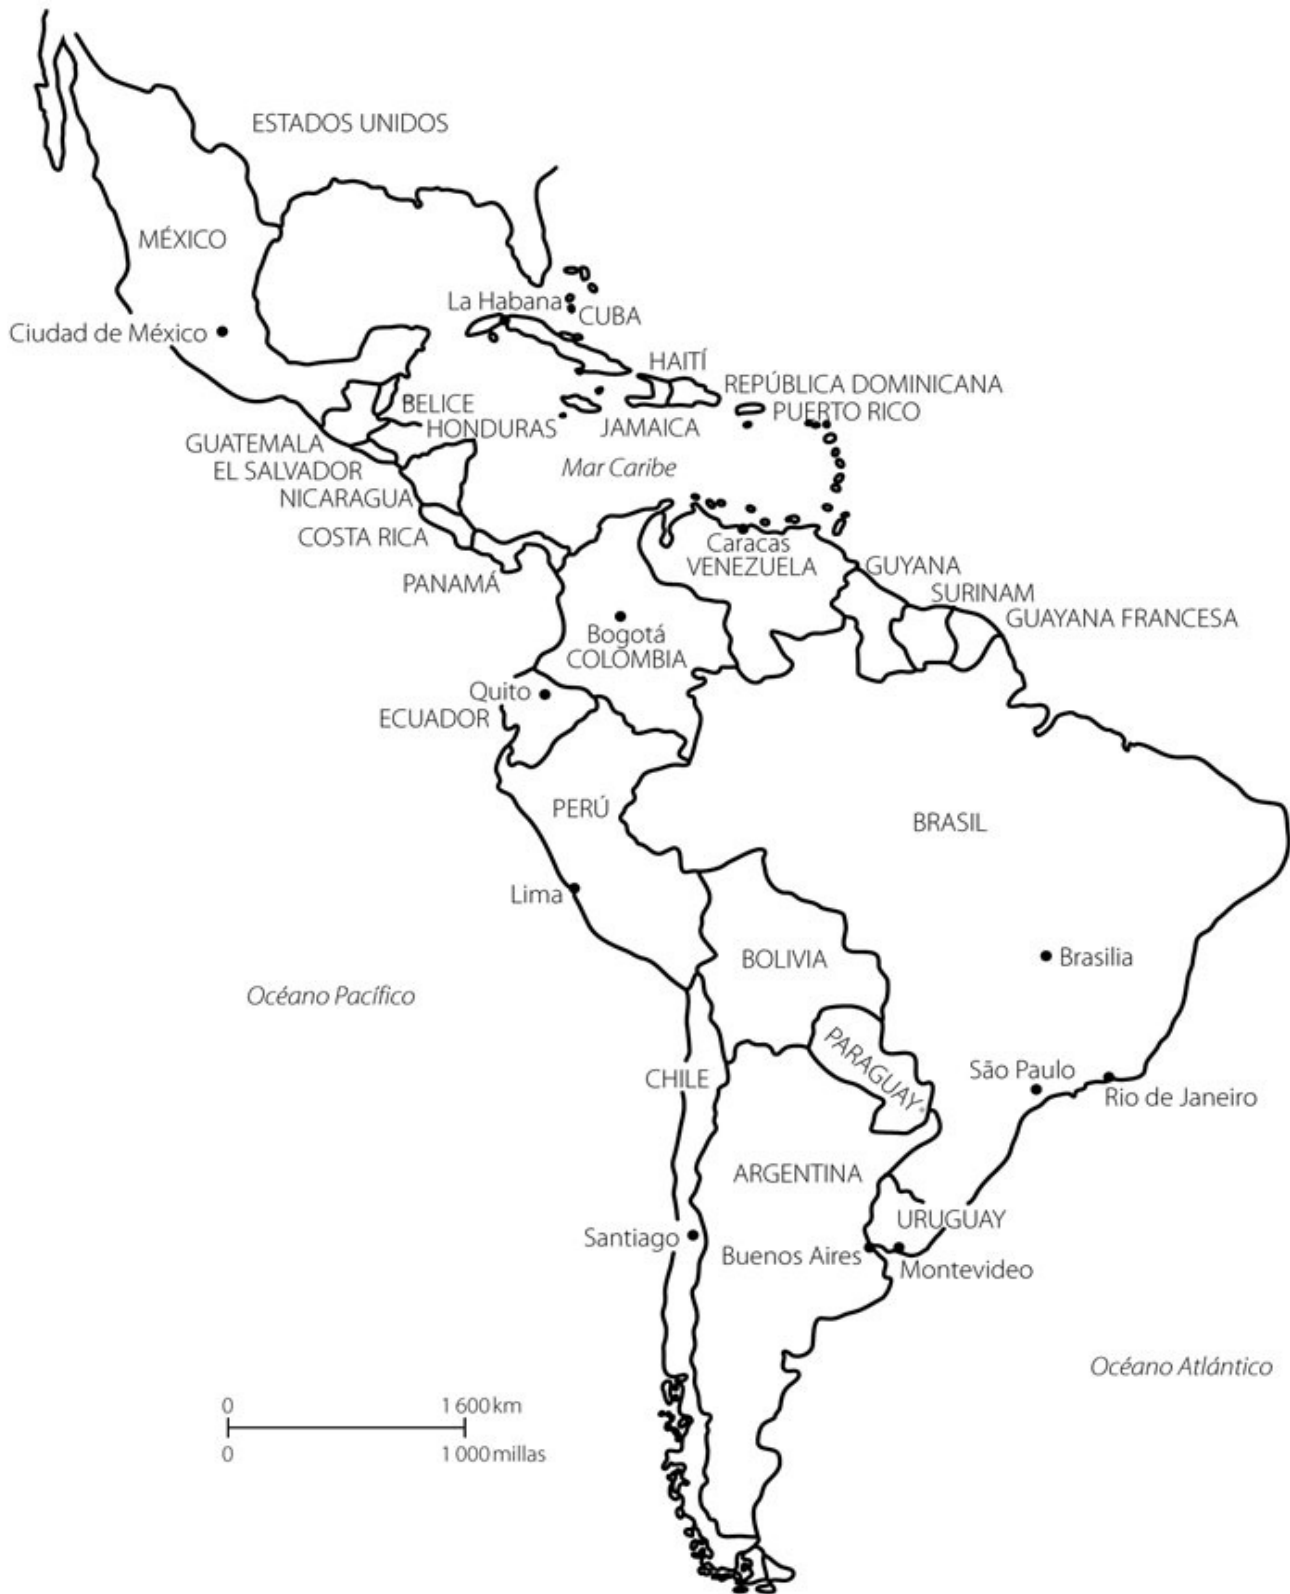 ESTADOS UNIDOS
MÉXICO
La Habana
CUBA
Ciudad de México
HAITÍ
REPÚBLICA DOMINICANA
BELICE
PUERTO RICO
HONDURAS
JAMAICA
GUATEMALA
EL SALVADOR
Mar Caribe
NICARAGUA
COSTA RICA
Caracas
VENEZUELA
GUYANA
PANAMÁ
SURINAM
GUAYANA FRANCESA
Bogotá
COLOMBIA
Quito
ECUADOR
PERÚ
BRASIL
Lima
BOLIVIA
Brasilia
Océano Pacífico
PARAGUAY
São Paulo
CHILE
Rio de Janeiro
ARGENTINA
URUGUAY
Santiago
Buenos Aires
Montevideo
Océano Atlántico
0 1 600 km
0 1 000 millas